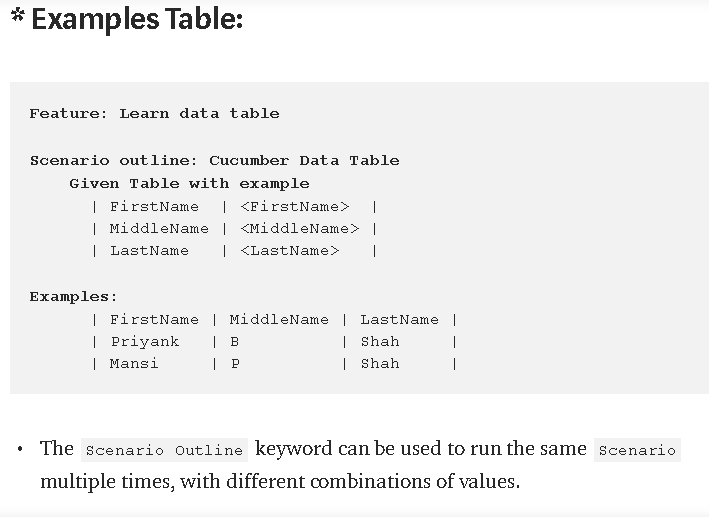 * Examples Table:
Feature: Learn data table
Scenario outline: Cucumber Data Table
    Given Table with example
      | FirstName  | <FirstName>  |
      | MiddleName | <MiddleName> |
      | LastName   | <LastName>   |
Examples:
      | FirstName | MiddleName | LastName |
      | Priyank   | B          | Shah     |
      | Mansi     | P          | Shah     |
• The Scenario Outline keyword can be used to run the same Scenario
multiple times, with different combinations of values.